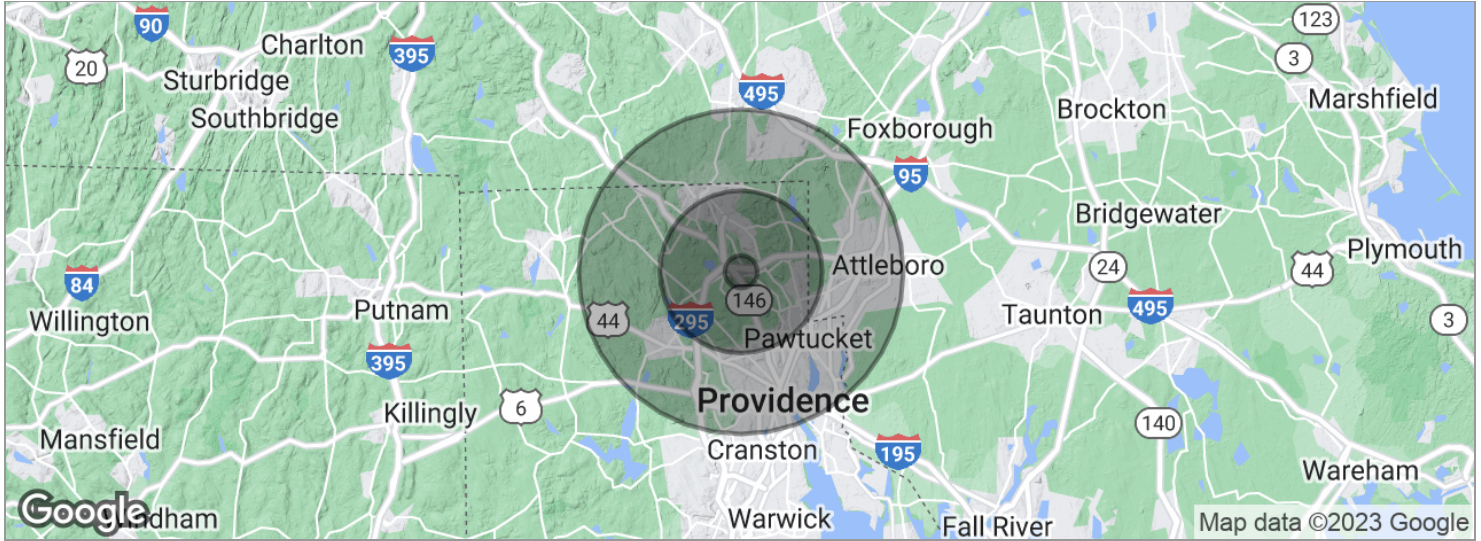 90
Charlton
395
123
20
Sturbridge
3
Southbridge
495
Foxborough
Brockton
Marshfield
95
Bridgewater
Plymouth
Attleboro
24
44
84
146
Putnam
44
295
Taunton
495
Willington
3
Pawtucket
395
Killingly
6
Providence
140
Mansfield
Cranston
195
Wareham
Google
Windham
Warwick
Fall River
Map data ©2023 Google